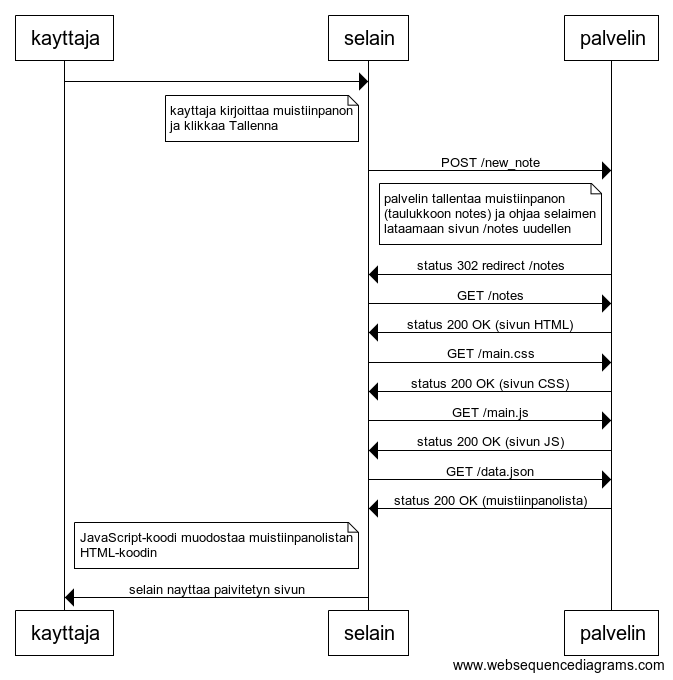 kayttaja
selain
palvelin
kayttaja kirjoittaa muistiinpanon
ja klikkaa Tallenna
POST /new_note
palvelin tallentaa muistiinpanon
(taulukkoon notes) ja ohjaa selaimen
lataamaan sivun /notes uudellen
status 302 redirect /notes
GET /notes
status 200 OK (sivun HTML)
GET /main.css
status 200 OK (sivun CSS)
GET /main.js
status 200 OK (sivun JS)
GET /data.json
status 200 OK (muistiinpanolista)
JavaScript-koodi muodostaa muistiinpanolistan
HTML-koodin
selain nayttaa paivitetyn sivun
kayttaja
selain
palvelin
www.websequencediagrams.com